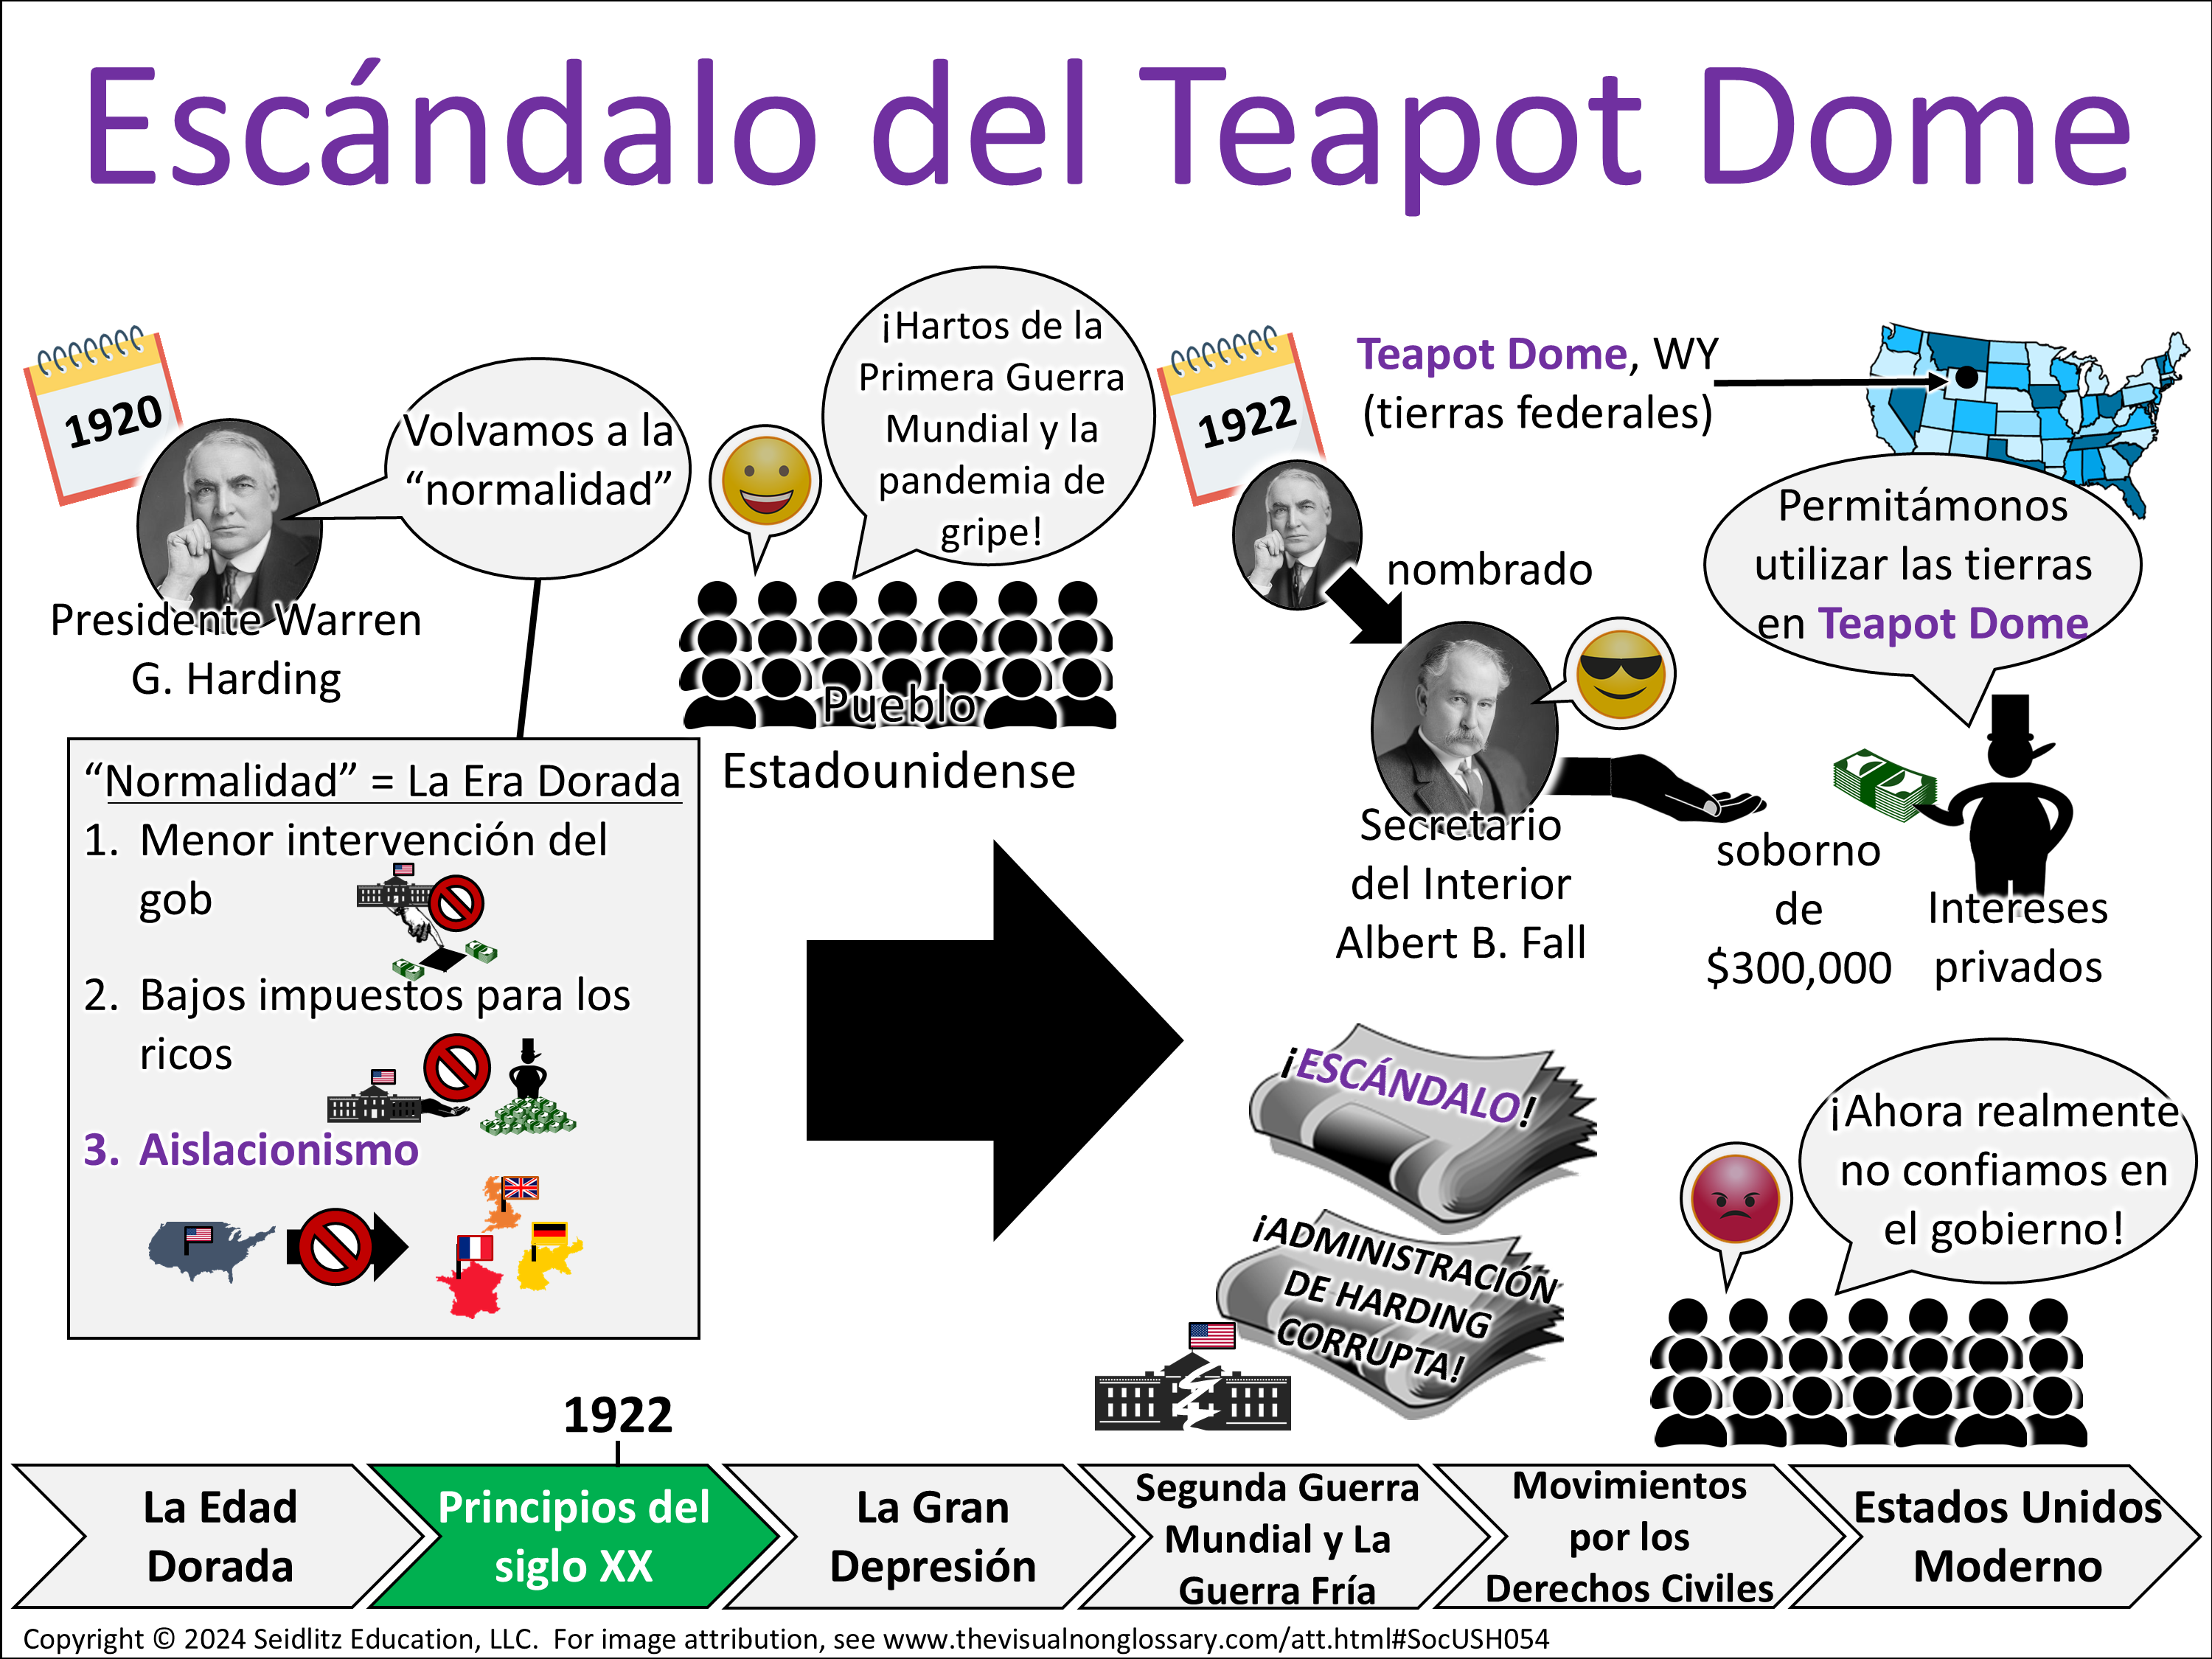 Escándalo del Teapot Dome
1920
Volvamos a la
“normalidad”
Presidente Warren
G. Harding
¡Hartos de la
Primera Guerra
Mundial y la
pandemia de
gripe!
Pueblo
Estadounidense
“Normalidad” = La Era Dorada
1. Menor intervención del
gob
2. Bajos impuestos para los
ricos
3. Aislacionismo
1922
Teapot Dome, WY
(tierras federales)
nombrado
Permitámonos
utilizar las tierras
en Teapot Dome
Secretario
del Interior
Albert B. Fall
soborno
de
$300,000
Intereses
privados
¡ESCÁNDALO!
¡ADMINISTRACIÓN
DE HARDING
CORRUPTA!
¡Ahora realmente
no confiamos en
el gobierno!
1922
La Edad
Dorada
Principios del
siglo XX
La Gran
Depresión
Segunda Guerra
Mundial y La
Guerra Fría
Movimientos
por los
Derechos Civiles
Estados Unidos
Moderno
Copyright © 2024 Seidlitz Education, LLC.  For image attribution, see www.thevisualnonglossary.com/att.html#SocUSH054